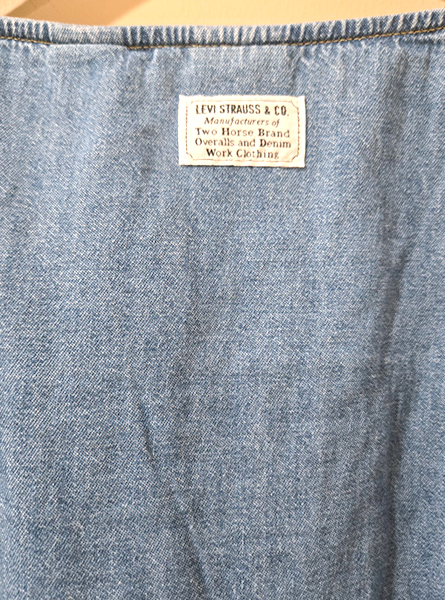 LEVI STRAUSS & CO.
Manufacturers of
Two Horse Brand
Overalls and Denim
Work Clothing